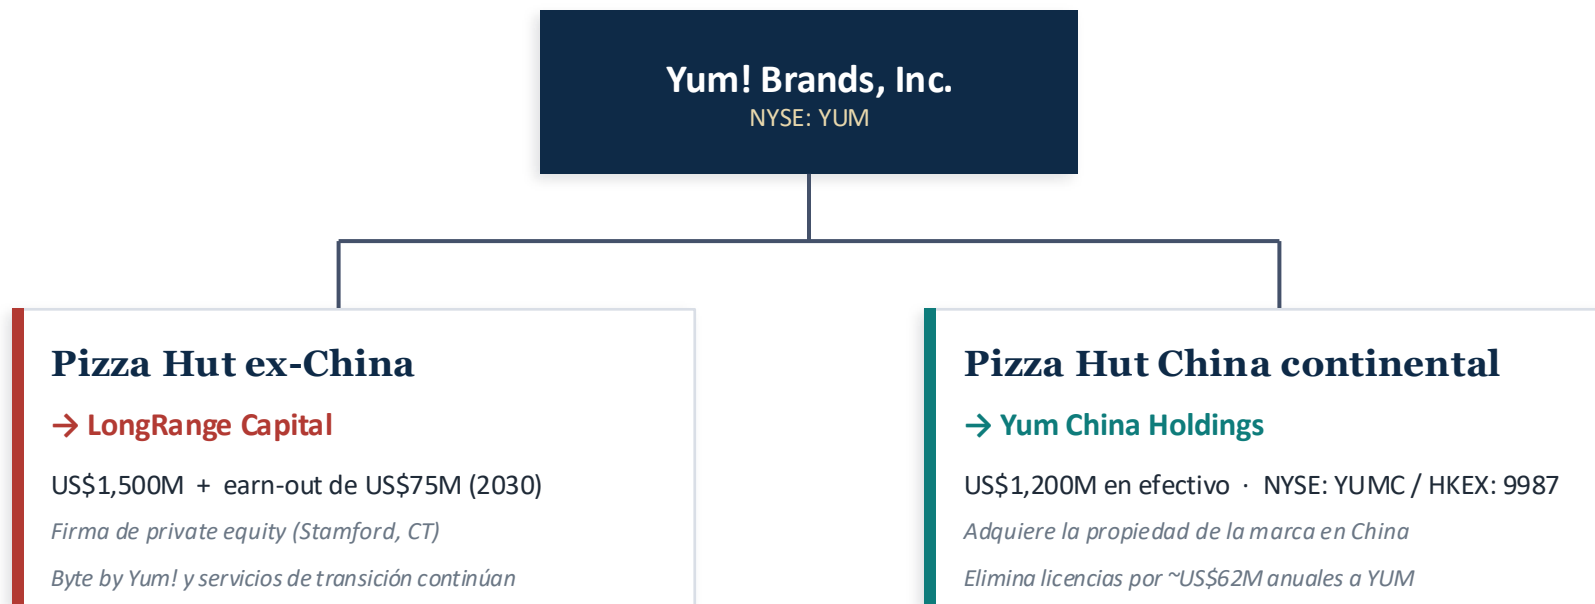 Yum! Brands, Inc.
NYSE: YUM
Pizza Hut ex-China
→ LongRange Capital
US$1,500M + earn-out de US$75M (2030)
Firma de private equity (Stamford, CT)
Byte by Yum! y servicios de transición continúan
Pizza Hut China continental
→ Yum China Holdings
US$1,200M en efectivo · NYSE: YUMC / HKEX: 9987
Adquiere la propiedad de la marca en China
Elimina licencias por ~US$62M anuales a YUM